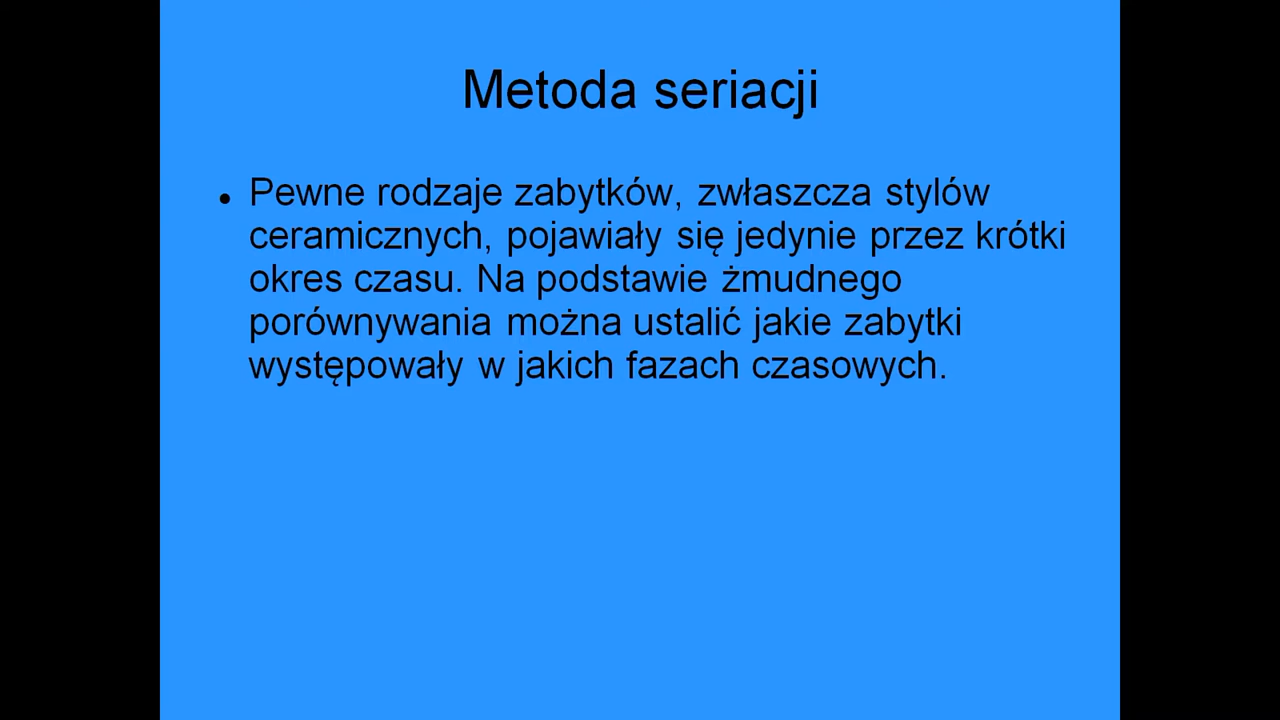 Metoda seriacji
• Pewne rodzaje zabytków, zwłaszcza stylów
ceramicznych, pojawiały się jedynie przez krótki
okres czasu. Na podstawie żmudnego
porównywania można ustalić jakie zabytki
występowały w jakich fazach czasowych.